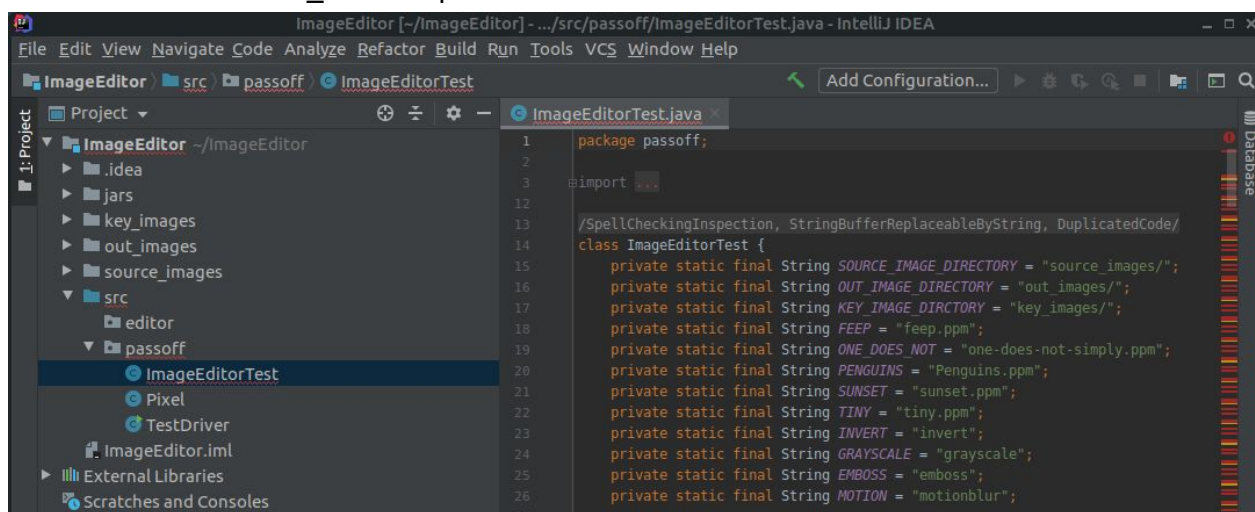 ImageEditor [~/ImageEditor] - .../src/passoff/ImageEditorTest.java - IntelliJ IDEA
File Edit View Navigate Code Analyze Refactor Build Run Tools VCS Window Help
ImageEditor src passoff ImageEditorTest Add Configuration...
1: Project
Project
ImageEditor ~/ImageEditor
.idea
jars
key_images
out_images
source_images
src
editor
passoff
ImageEditorTest
Pixel
TestDriver
ImageEditor.iml
External Libraries
Scratches and Consoles
ImageEditorTest.java
1 package passoff;
2
3 import ...
12
13 /SpellCheckingInspection, StringBufferReplaceableByString, DuplicatedCode/
14 class ImageEditorTest {
15 private static final String SOURCE_IMAGE_DIRECTORY = "source_images/";
16 private static final String OUT_IMAGE_DIRECTORY = "out_images/";
17 private static final String KEY_IMAGE_DIRCTORY = "key_images/";
18 private static final String FEEP = "feep.ppm";
19 private static final String ONE_DOES_NOT = "one-does-not-simply.ppm";
20 private static final String PENGUINS = "Penguins.ppm";
21 private static final String SUNSET = "sunset.ppm";
22 private static final String TINY = "tiny.ppm";
23 private static final String INVERT = "invert";
24 private static final String GRAYSCALE = "grayscale";
25 private static final String EMBOSS = "emboss";
26 private static final String MOTION = "motionblur";
Database